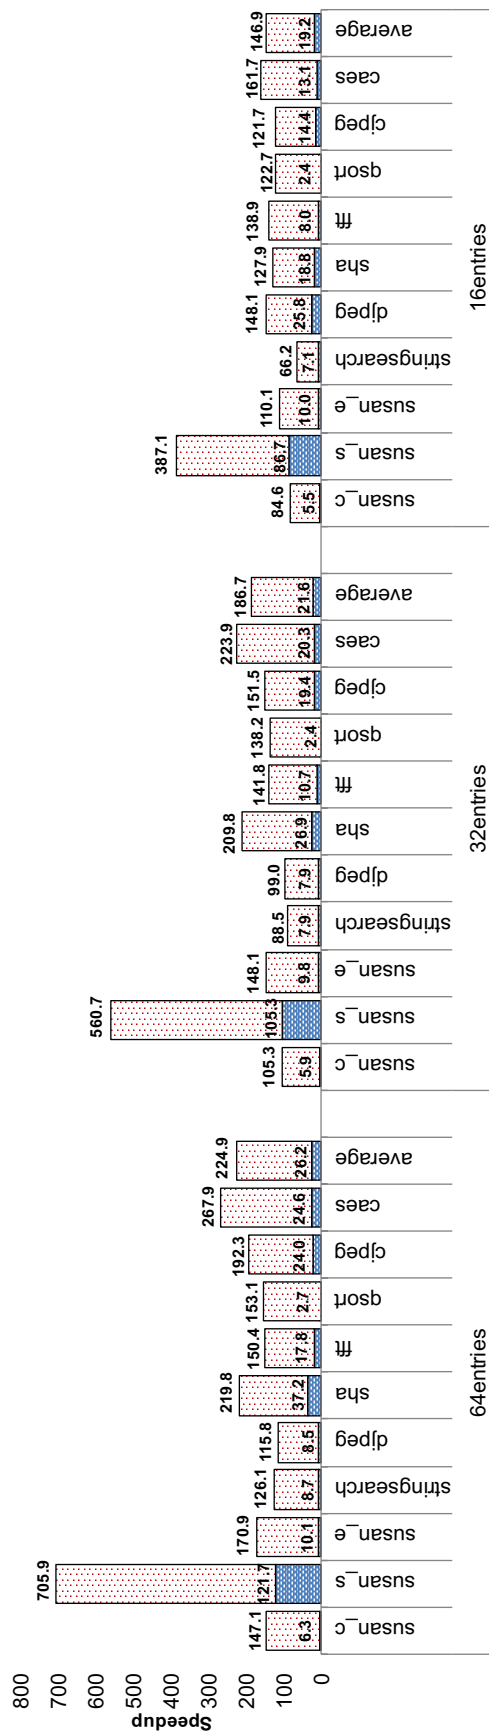 Speedup
800
700
600
500
400
300
200
100
0
147.1 705.9 170.9 126.1 115.8 219.8 150.4 153.1 192.3 267.9 224.9
6.3 121.7 10.1 8.7 8.5 37.2 17.8 2.7 24.0 24.6 26.2
susan_c susan_s susan_e stringsearch djpeg sha fft qsort cjpeg caes average
64entries
105.3 560.7 148.1 88.5 99.0 209.8 141.8 138.2 151.5 223.9 186.7
5.9 105.3 9.8 7.9 7.9 26.9 10.7 2.4 19.4 20.3 21.6
susan_c susan_s susan_e stringsearch djpeg sha fft qsort cjpeg caes average
32entries
84.6 387.1 110.1 66.2 148.1 127.9 138.9 122.7 121.7 161.7 146.9
5.5 86.7 10.0 7.1 25.8 18.8 8.0 2.4 14.4 13.1 19.2
susan_c susan_s susan_e stringsearch djpeg sha fft qsort cjpeg caes average
16entries